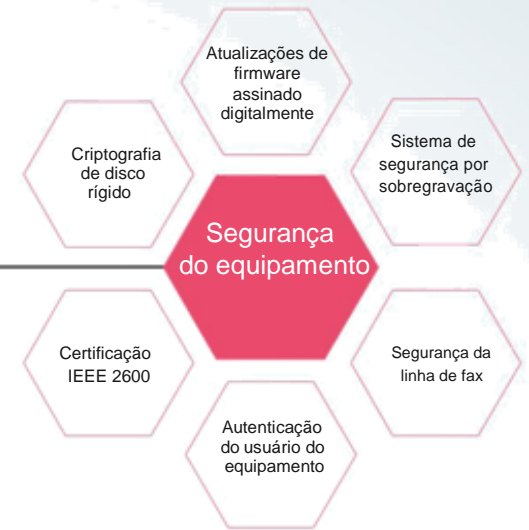 Atualizações de
firmware
assinado
digitalmente
Criptografia
de disco
rígido
Sistema de
segurança por
sobregravação
Segurança
do equipamento
Certificação
IEEE 2600
Segurança da
linha de fax
Autenticação
do usuário do
equipamento